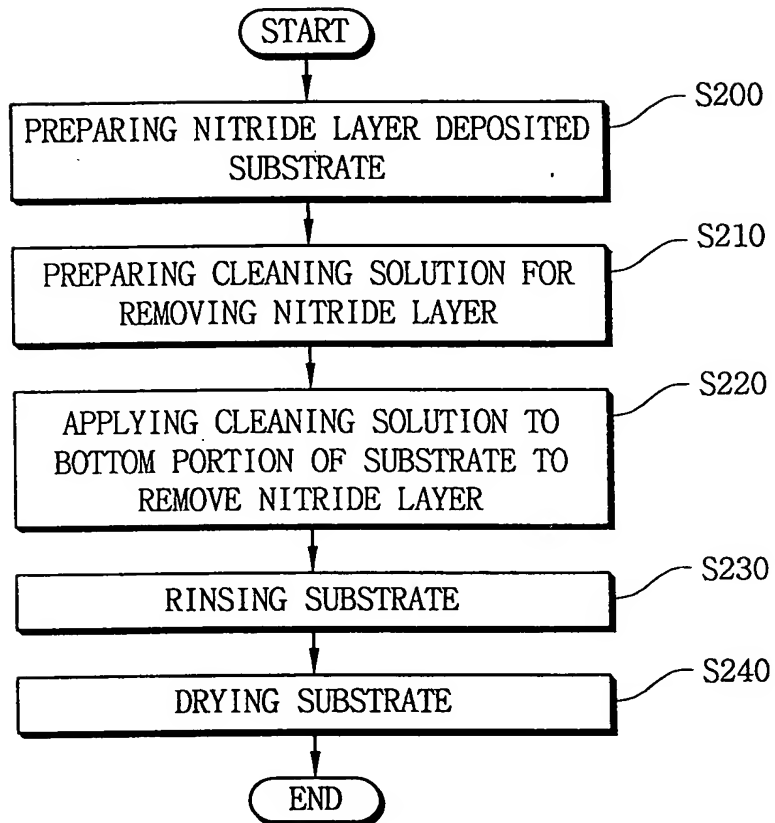 START
S200
PREPARING NITRIDE LAYER DEPOSITED
SUBSTRATE
S210
PREPARING CLEANING SOLUTION FOR
REMOVING NITRIDE LAYER
S220
APPLYING CLEANING SOLUTION TO
BOTTOM PORTION OF SUBSTRATE TO
REMOVE NITRIDE LAYER
S230
RINSING SUBSTRATE
S240
DRYING SUBSTRATE
END